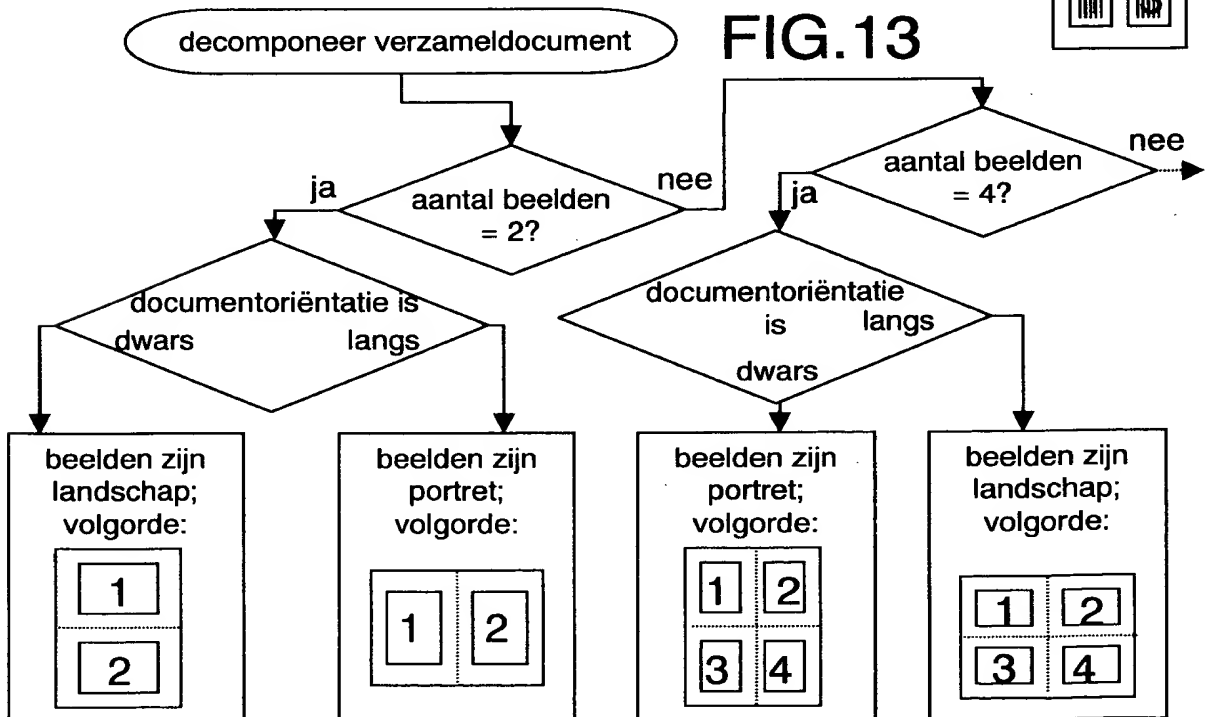 FIG.13
decomponeer verzameldocument
aantal beelden
= 2?
ja
nee
aantal beelden
= 4?
ja
nee
documentoriëntatie is
dwars
langs
documentoriëntatie
is
langs
dwars
beelden zijn
landschap;
volgorde:
1
2
beelden zijn
portret;
volgorde:
1 2
beelden zijn
portret;
volgorde:
1 2
3 4
beelden zijn
landschap;
volgorde:
1 2
3 4